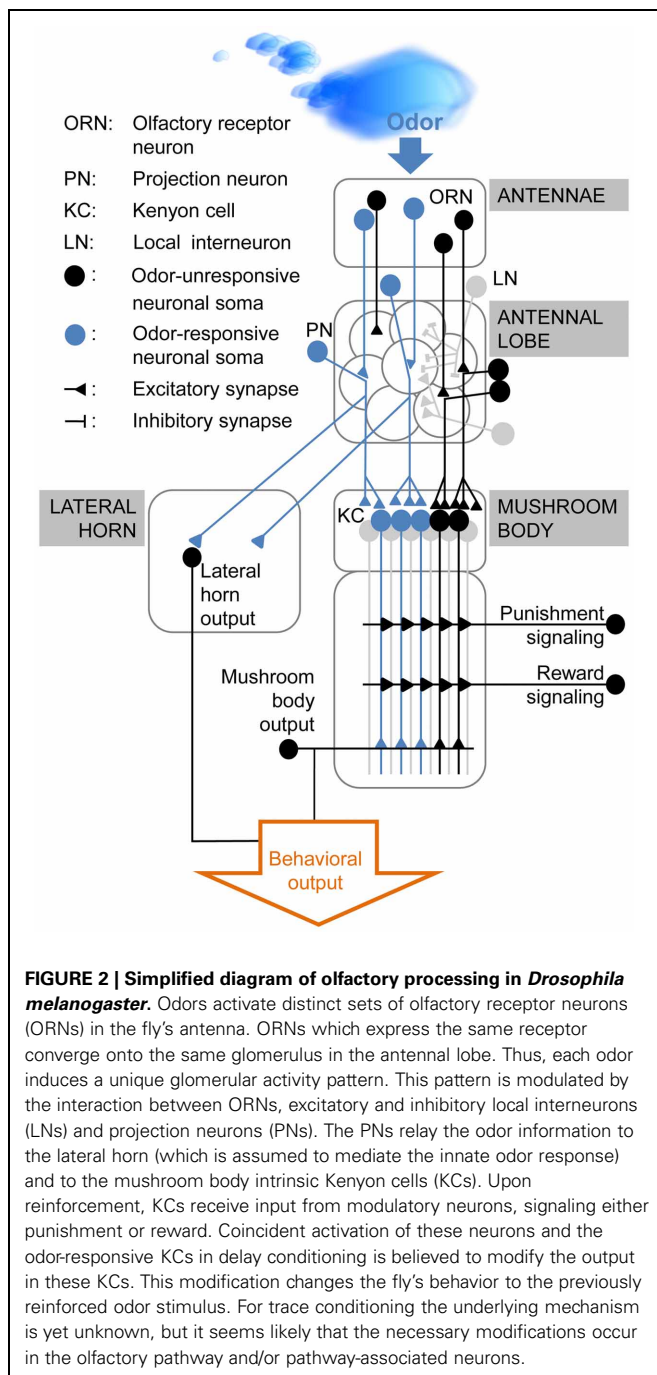 Odor
ORN: Olfactory receptor
neuron
PN: Projection neuron
KC: Kenyon cell
LN: Local interneuron
: Odor-unresponsive
neuronal soma
: Odor-responsive
neuronal soma
: Excitatory synapse
: Inhibitory synapse
ORN
ANTENNAE
LN
PN
ANTENNAL
LOBE
LATERAL
HORN
KC
MUSHROOM
BODY
Lateral
horn
output
Punishment
signaling
Mushroom
body
output
Reward
signaling
Behavioral
output
FIGURE 2 | Simplified diagram of olfactory processing in Drosophila
melanogaster. Odors activate distinct sets of olfactory receptor neurons
(ORNs) in the fly's antenna. ORNs which express the same receptor
converge onto the same glomerulus in the antennal lobe. Thus, each odor
induces a unique glomerular activity pattern. This pattern is modulated by
the interaction between ORNs, excitatory and inhibitory local interneurons
(LNs) and projection neurons (PNs). The PNs relay the odor information to
the lateral horn (which is assumed to mediate the innate odor response)
and to the mushroom body intrinsic Kenyon cells (KCs). Upon
reinforcement, KCs receive input from modulatory neurons, signaling either
punishment or reward. Coincident activation of these neurons and the
odor-responsive KCs in delay conditioning is believed to modify the output
in these KCs. This modification changes the fly's behavior to the previously
reinforced odor stimulus. For trace conditioning the underlying mechanism
is yet unknown, but it seems likely that the necessary modifications occur
in the olfactory pathway and/or pathway-associated neurons.